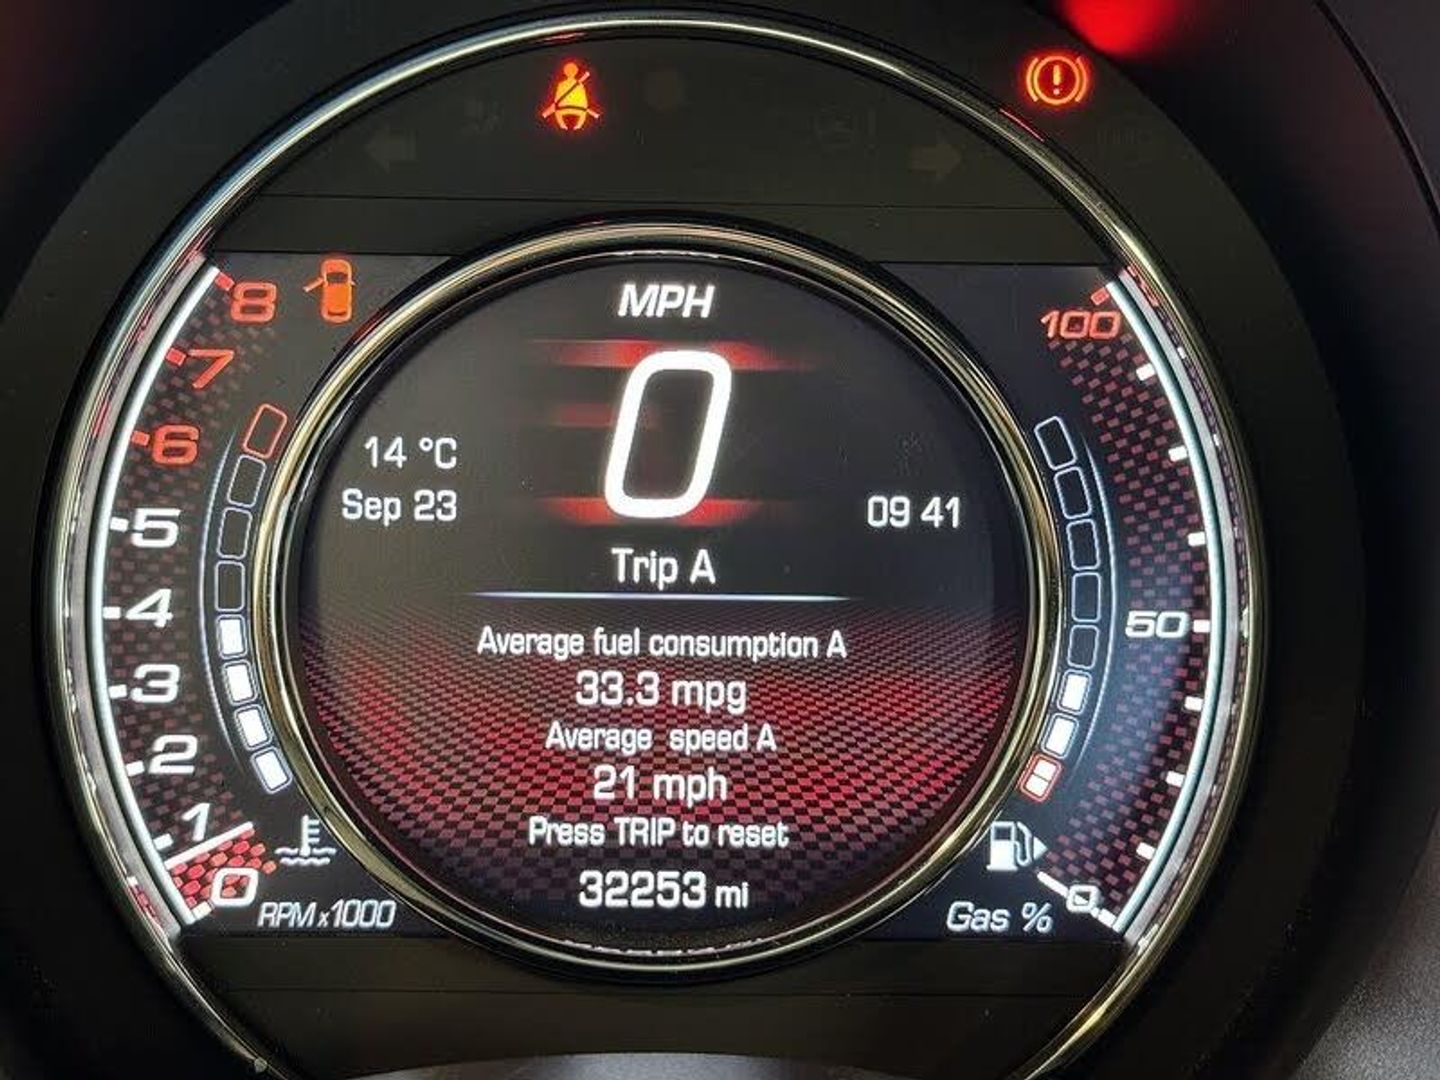 MPH
8
7
6
5
4
3
2
1
0
RPM x1000
0
14 °C
Sep 23
09 41
Trip A
Average fuel consumption A
33.3 mpg
Average speed A
21 mph
Press TRIP to reset
32253 mi
100
50
0
Gas %